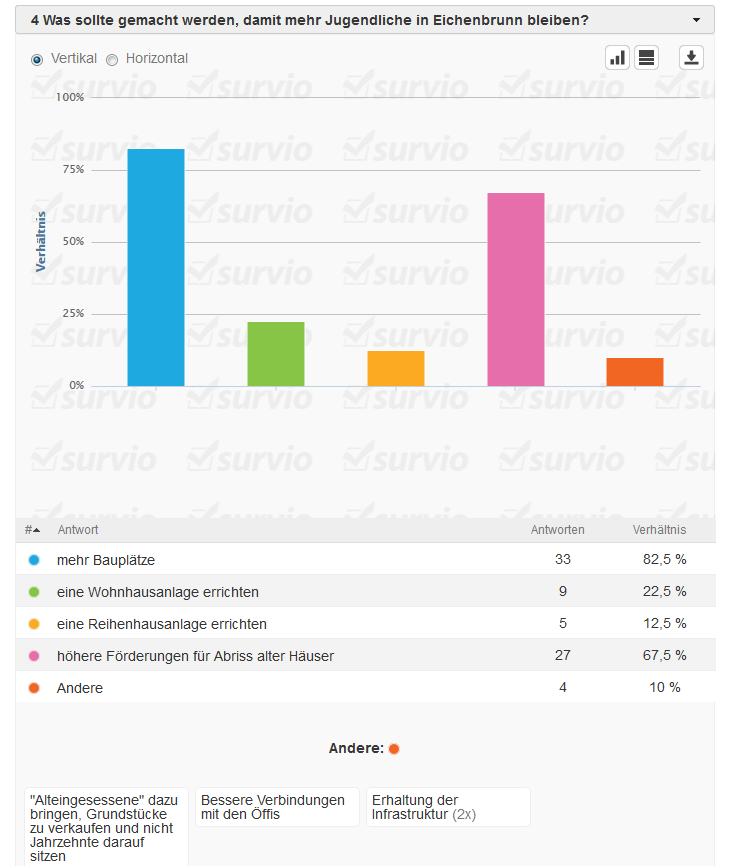 4 Was sollte gemacht werden, damit mehr Jugendliche in Eichenbrunn bleiben?
Vertikal Horizontal
100%
75%
50%
25%
0%
Verhältnis
survio
# Antwort Antworten Verhältnis
mehr Bauplätze 33 82,5 %
eine Wohnhausanlage errichten 9 22,5 %
eine Reihenhausanlage errichten 5 12,5 %
höhere Förderungen für Abriss alter Häuser 27 67,5 %
Andere 4 10 %
Andere:
"Alteingesessene" dazu
bringen, Grundstücke
zu verkaufen und nicht
Jahrzehnte darauf
sitzen
Bessere Verbindungen
mit den Öffis
Erhaltung der
Infrastruktur (2x)